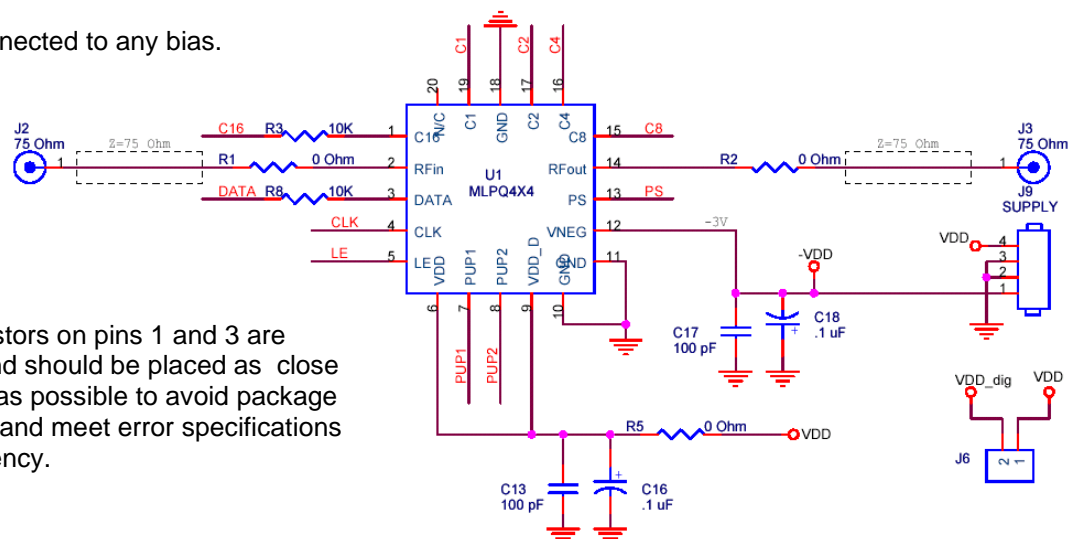 nnected to any bias.
C1
C2
C4
20
19
18
17
16
N/C
C1
GND
C2
C4
J2
75 Ohm
1
Z=75 Ohm
C16
R3
10K
1
C16
R1
0 Ohm
2
RFin
DATA
R8
10K
3
DATA
CLK
4
CLK
LE
5
LE
U1
MLPQ4X4
C8
15
C8
RFout
14
R2
0 Ohm
Z=75 Ohm
1
J3
75 Ohm
PS
13
PS
VNEG
12
-3V
GND
11
J9
SUPPLY
VDD
4
3
2
1
-VDD
VDD
PUP1
PUP2
VDD_D
GND
6
7
8
9
10
PUP1
PUP2
C17
100 pF
C18
.1 uF
+
stors on pins 1 and 3 are
nd should be placed as close
as possible to avoid package
and meet error specifications
ency.
R5
0 Ohm
VDD
C13
100 pF
C16
.1 uF
+
VDD_dig
VDD
J6
2
1